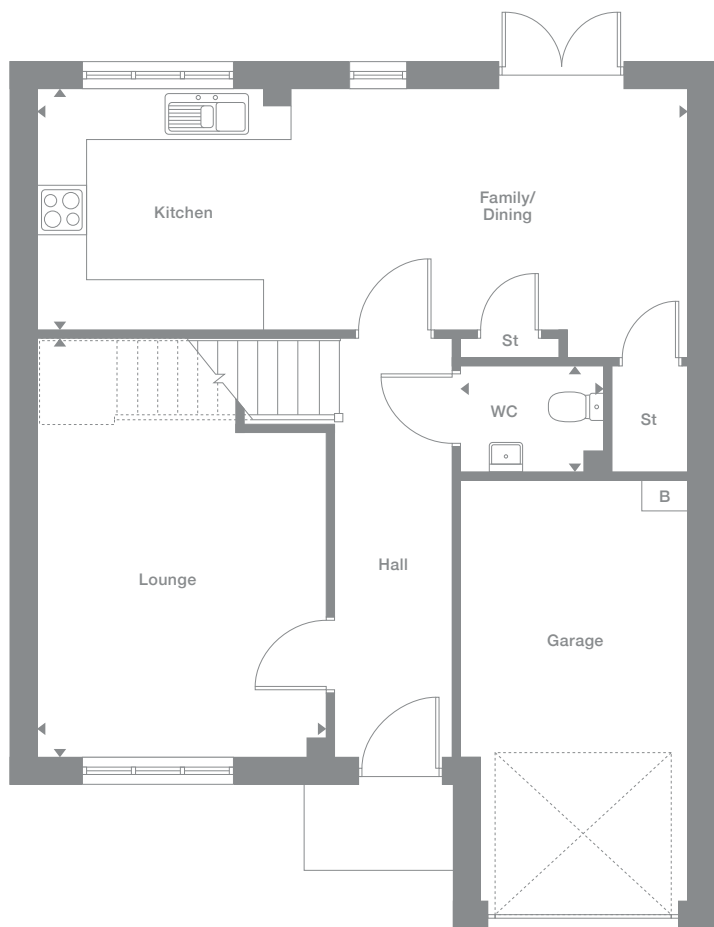 Kitchen
Family/
Dining
St
WC
St
B
Lounge
Hall
Garage